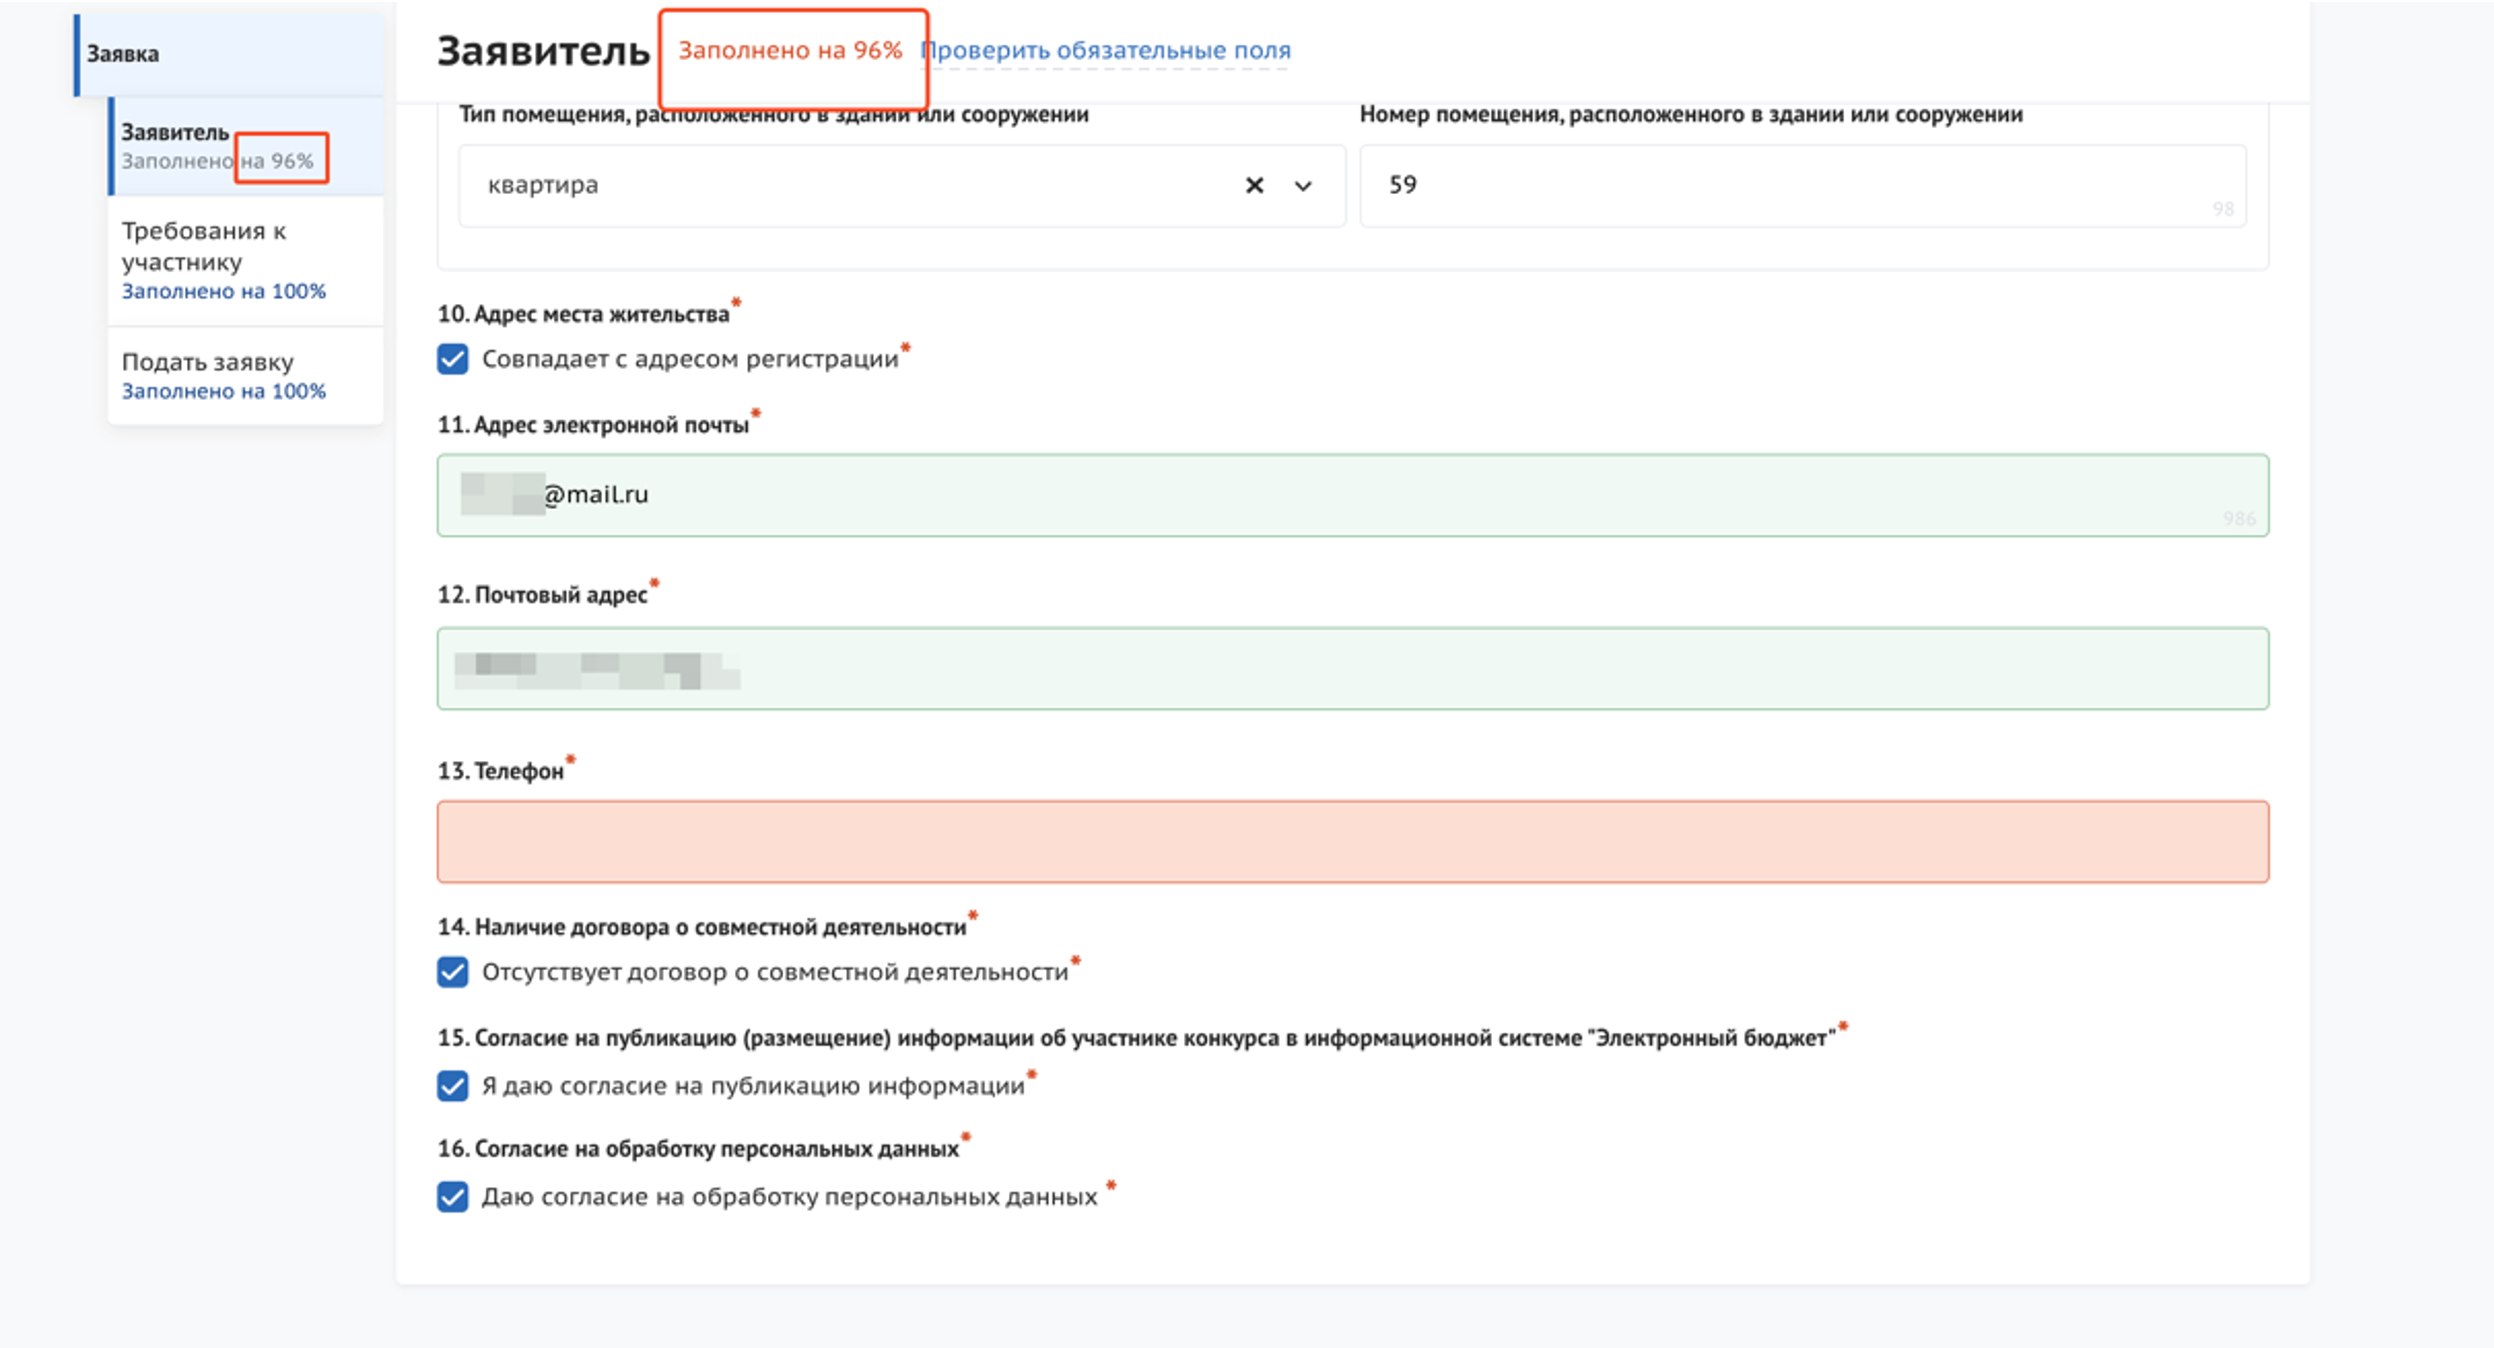 Заявка
Заявитель
Заполнено на 96%
Требования к
участнику
Заполнено на 100%
Подать заявку
Заполнено на 100%
Заявитель Заполнено на 96% Проверить обязательные поля
Тип помещения, расположенного в здании или сооружении
Номер помещения, расположенного в здании или сооружении
квартира
59
98
10. Адрес места жительства*
Совпадает с адресом регистрации*
11. Адрес электронной почты*
@mail.ru
986
12. Почтовый адрес*
13. Телефон*
14. Наличие договора о совместной деятельности*
Отсутствует договор о совместной деятельности*
15. Согласие на публикацию (размещение) информации об участнике конкурса в информационной системе "Электронный бюджет"*
Я даю согласие на публикацию информации*
16. Согласие на обработку персональных данных*
Даю согласие на обработку персональных данных *